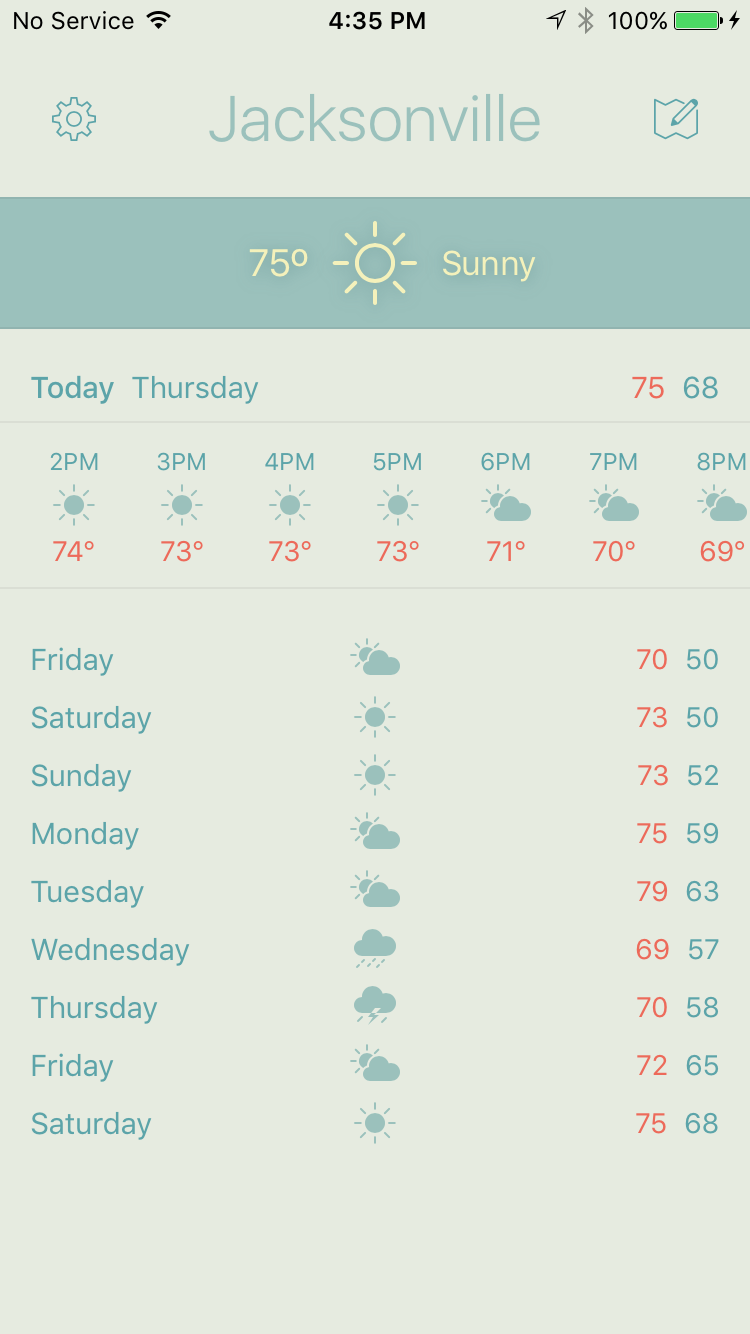 No Service 4:35 PM 100%
Jacksonville
75º Sunny
Today Thursday 75 68
2PM 3PM 4PM 5PM 6PM 7PM 8PM
74° 73° 73° 73° 71° 70° 69°
Friday 70 50
Saturday 73 50
Sunday 73 52
Monday 75 59
Tuesday 79 63
Wednesday 69 57
Thursday 70 58
Friday 72 65
Saturday 75 68